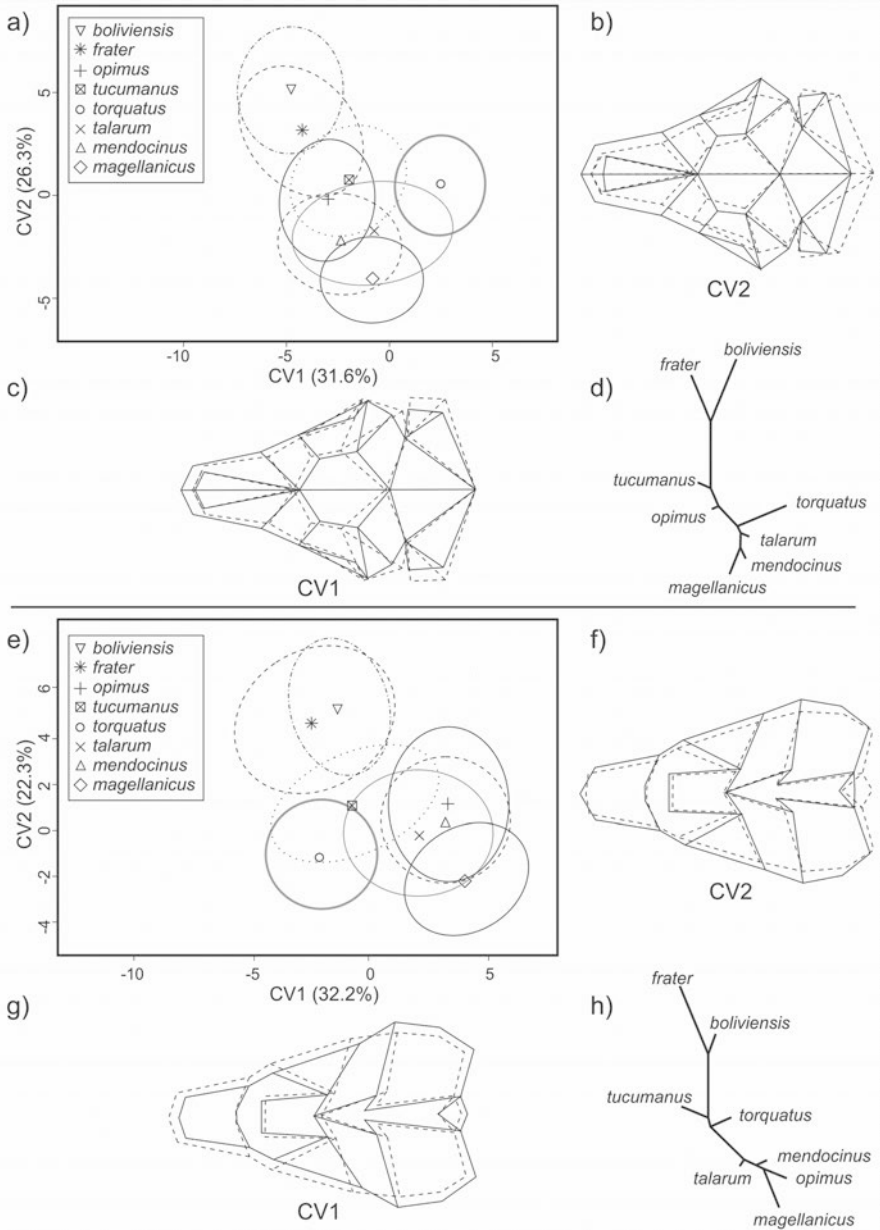 a)
boliviensis
frater
opimus
tucumanus
torquatus
talarum
mendocinus
magellanicus
CV2 (26.3%)
5
0
-5
-10
-5
0
5
CV1 (31.6%)
b)
CV2
c)
CV1
d)
frater
boliviensis
tucumanus
opimus
torquatus
talarum
mendocinus
magellanicus
e)
boliviensis
frater
opimus
tucumanus
torquatus
talarum
mendocinus
magellanicus
CV2 (22.3%)
6
4
2
0
-2
-4
-10
-5
0
5
CV1 (32.2%)
f)
CV2
g)
CV1
h)
frater
boliviensis
tucumanus
torquatus
mendocinus
talarum
opimus
magellanicus